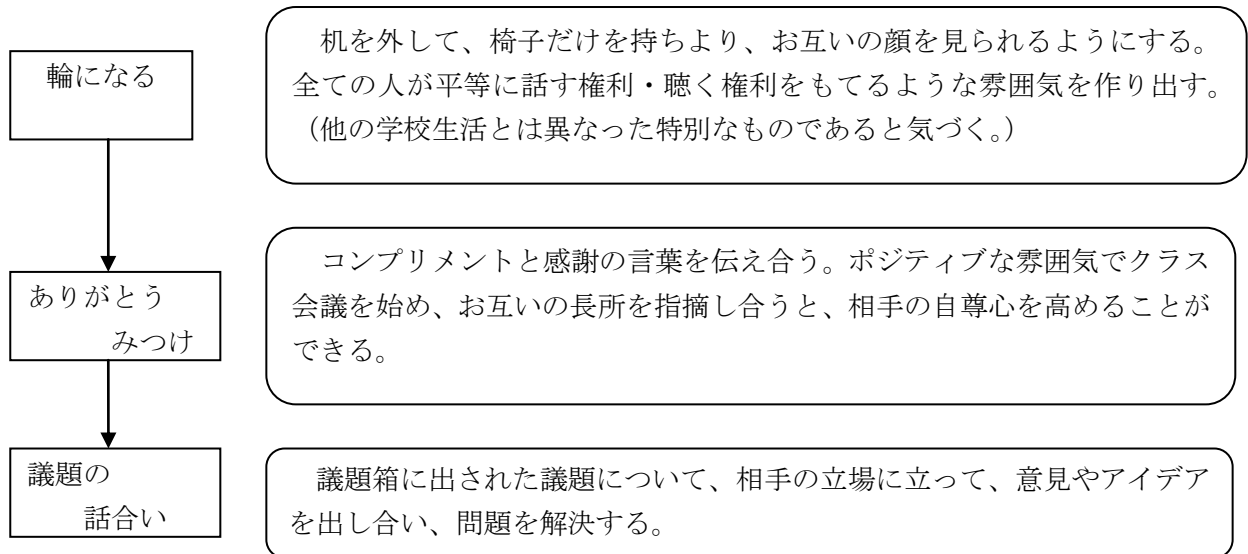 輪になる
机を外して、椅子だけを持ちより、お互いの顔を見られるようにする。
全ての人が平等に話す権利・聴く権利をもてるような雰囲気を作り出す。
(他の学校生活とは異なった特別なものであると気づく。)
ありがとう
みつけ
コンプリメントと感謝の言葉を伝え合う。ポジティブな雰囲気でクラス
会議を始め、お互いの長所を指摘し合うと、相手の自尊心を高めることが
できる。
議題の
話合い
議題箱に出された議題について、相手の立場に立って、意見やアイデア
を出し合い、問題を解決する。